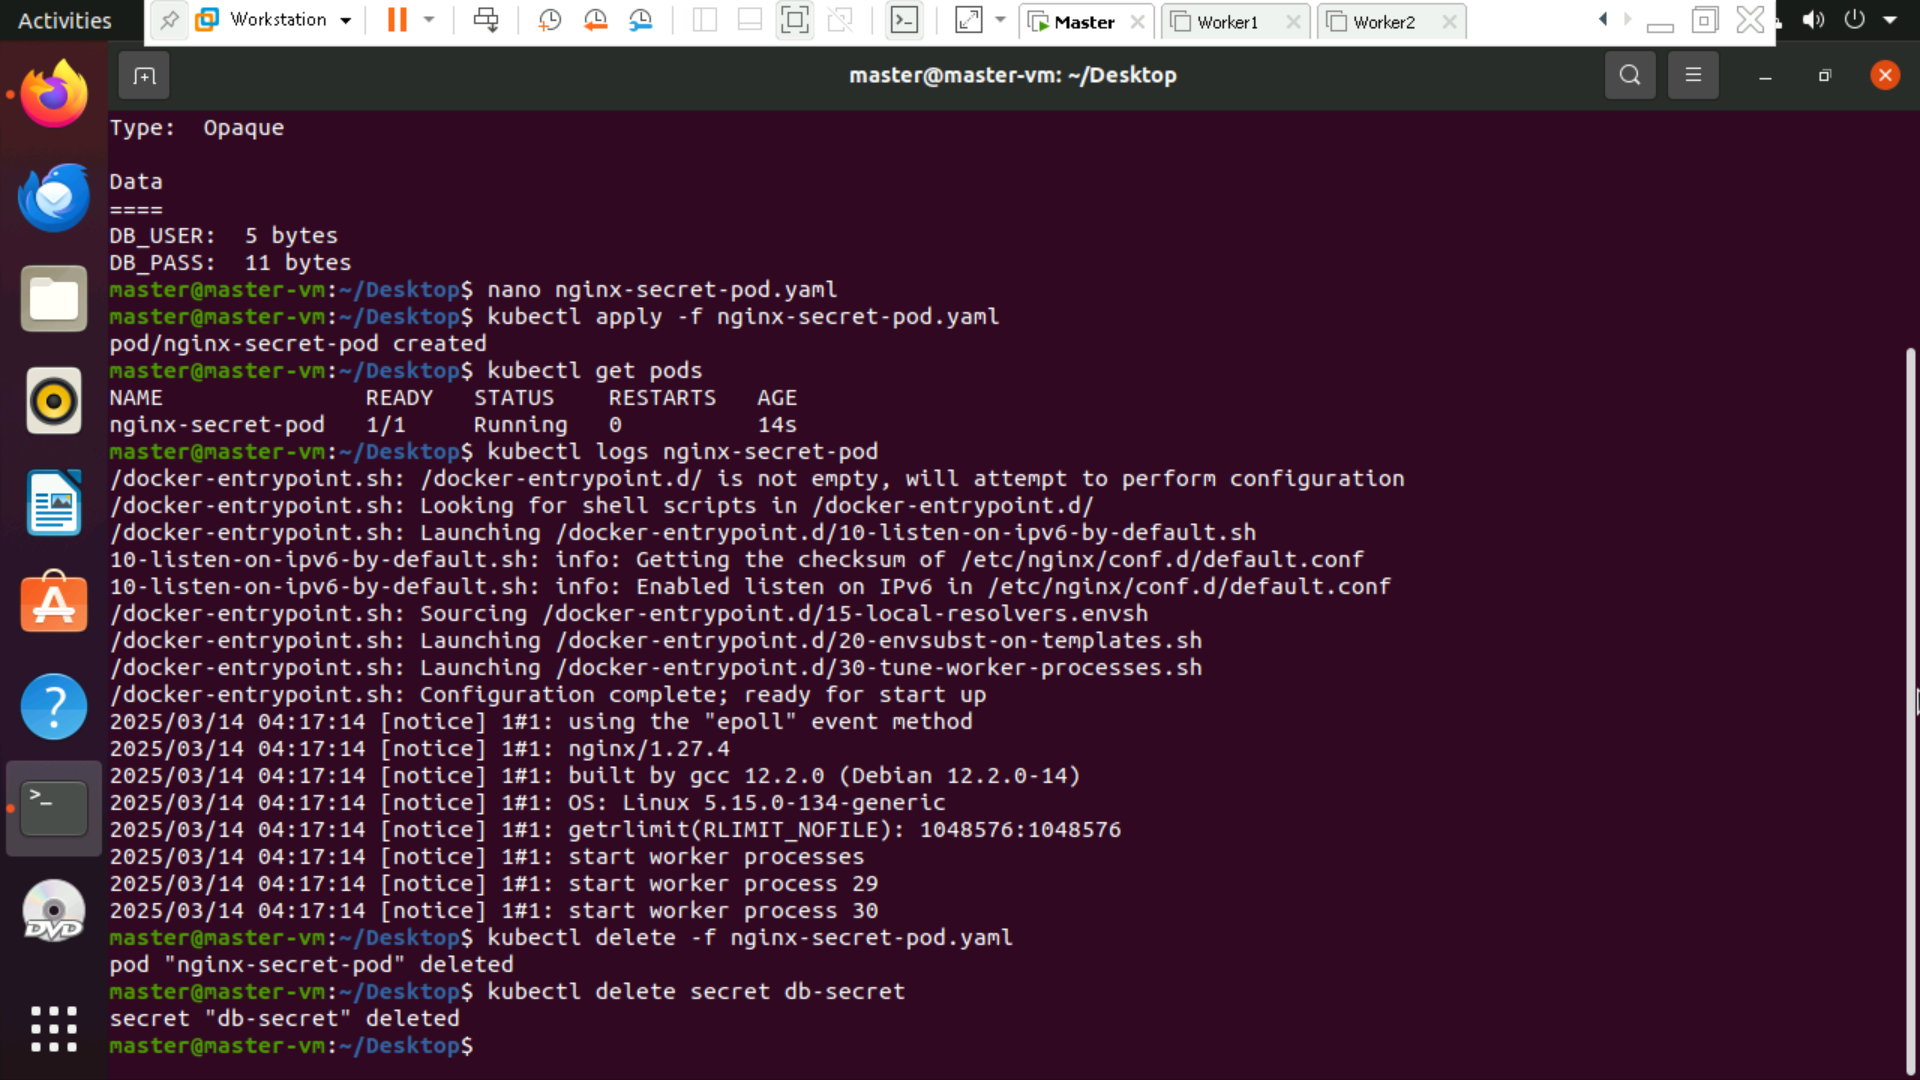 Activities
Workstation
Master
Worker1
Worker2
master@master-vm: ~/Desktop
Type:  Opaque
Data
====
DB_USER:  5 bytes
DB_PASS:  11 bytes
master@master-vm:~/Desktop$ nano nginx-secret-pod.yaml
master@master-vm:~/Desktop$ kubectl apply -f nginx-secret-pod.yaml
pod/nginx-secret-pod created
master@master-vm:~/Desktop$ kubectl get pods
NAME               READY   STATUS    RESTARTS   AGE
nginx-secret-pod   1/1     Running   0          14s
master@master-vm:~/Desktop$ kubectl logs nginx-secret-pod
/docker-entrypoint.sh: /docker-entrypoint.d/ is not empty, will attempt to perform configuration
/docker-entrypoint.sh: Looking for shell scripts in /docker-entrypoint.d/
/docker-entrypoint.sh: Launching /docker-entrypoint.d/10-listen-on-ipv6-by-default.sh
10-listen-on-ipv6-by-default.sh: info: Getting the checksum of /etc/nginx/conf.d/default.conf
10-listen-on-ipv6-by-default.sh: info: Enabled listen on IPv6 in /etc/nginx/conf.d/default.conf
/docker-entrypoint.sh: Sourcing /docker-entrypoint.d/15-local-resolvers.envsh
/docker-entrypoint.sh: Launching /docker-entrypoint.d/20-envsubst-on-templates.sh
/docker-entrypoint.sh: Launching /docker-entrypoint.d/30-tune-worker-processes.sh
/docker-entrypoint.sh: Configuration complete; ready for start up
2025/03/14 04:17:14 [notice] 1#1: using the "epoll" event method
2025/03/14 04:17:14 [notice] 1#1: nginx/1.27.4
2025/03/14 04:17:14 [notice] 1#1: built by gcc 12.2.0 (Debian 12.2.0-14)
2025/03/14 04:17:14 [notice] 1#1: OS: Linux 5.15.0-134-generic
2025/03/14 04:17:14 [notice] 1#1: getrlimit(RLIMIT_NOFILE): 1048576:1048576
2025/03/14 04:17:14 [notice] 1#1: start worker processes
2025/03/14 04:17:14 [notice] 1#1: start worker process 29
2025/03/14 04:17:14 [notice] 1#1: start worker process 30
master@master-vm:~/Desktop$ kubectl delete -f nginx-secret-pod.yaml
pod "nginx-secret-pod" deleted
master@master-vm:~/Desktop$ kubectl delete secret db-secret
secret "db-secret" deleted
master@master-vm:~/Desktop$
DVD